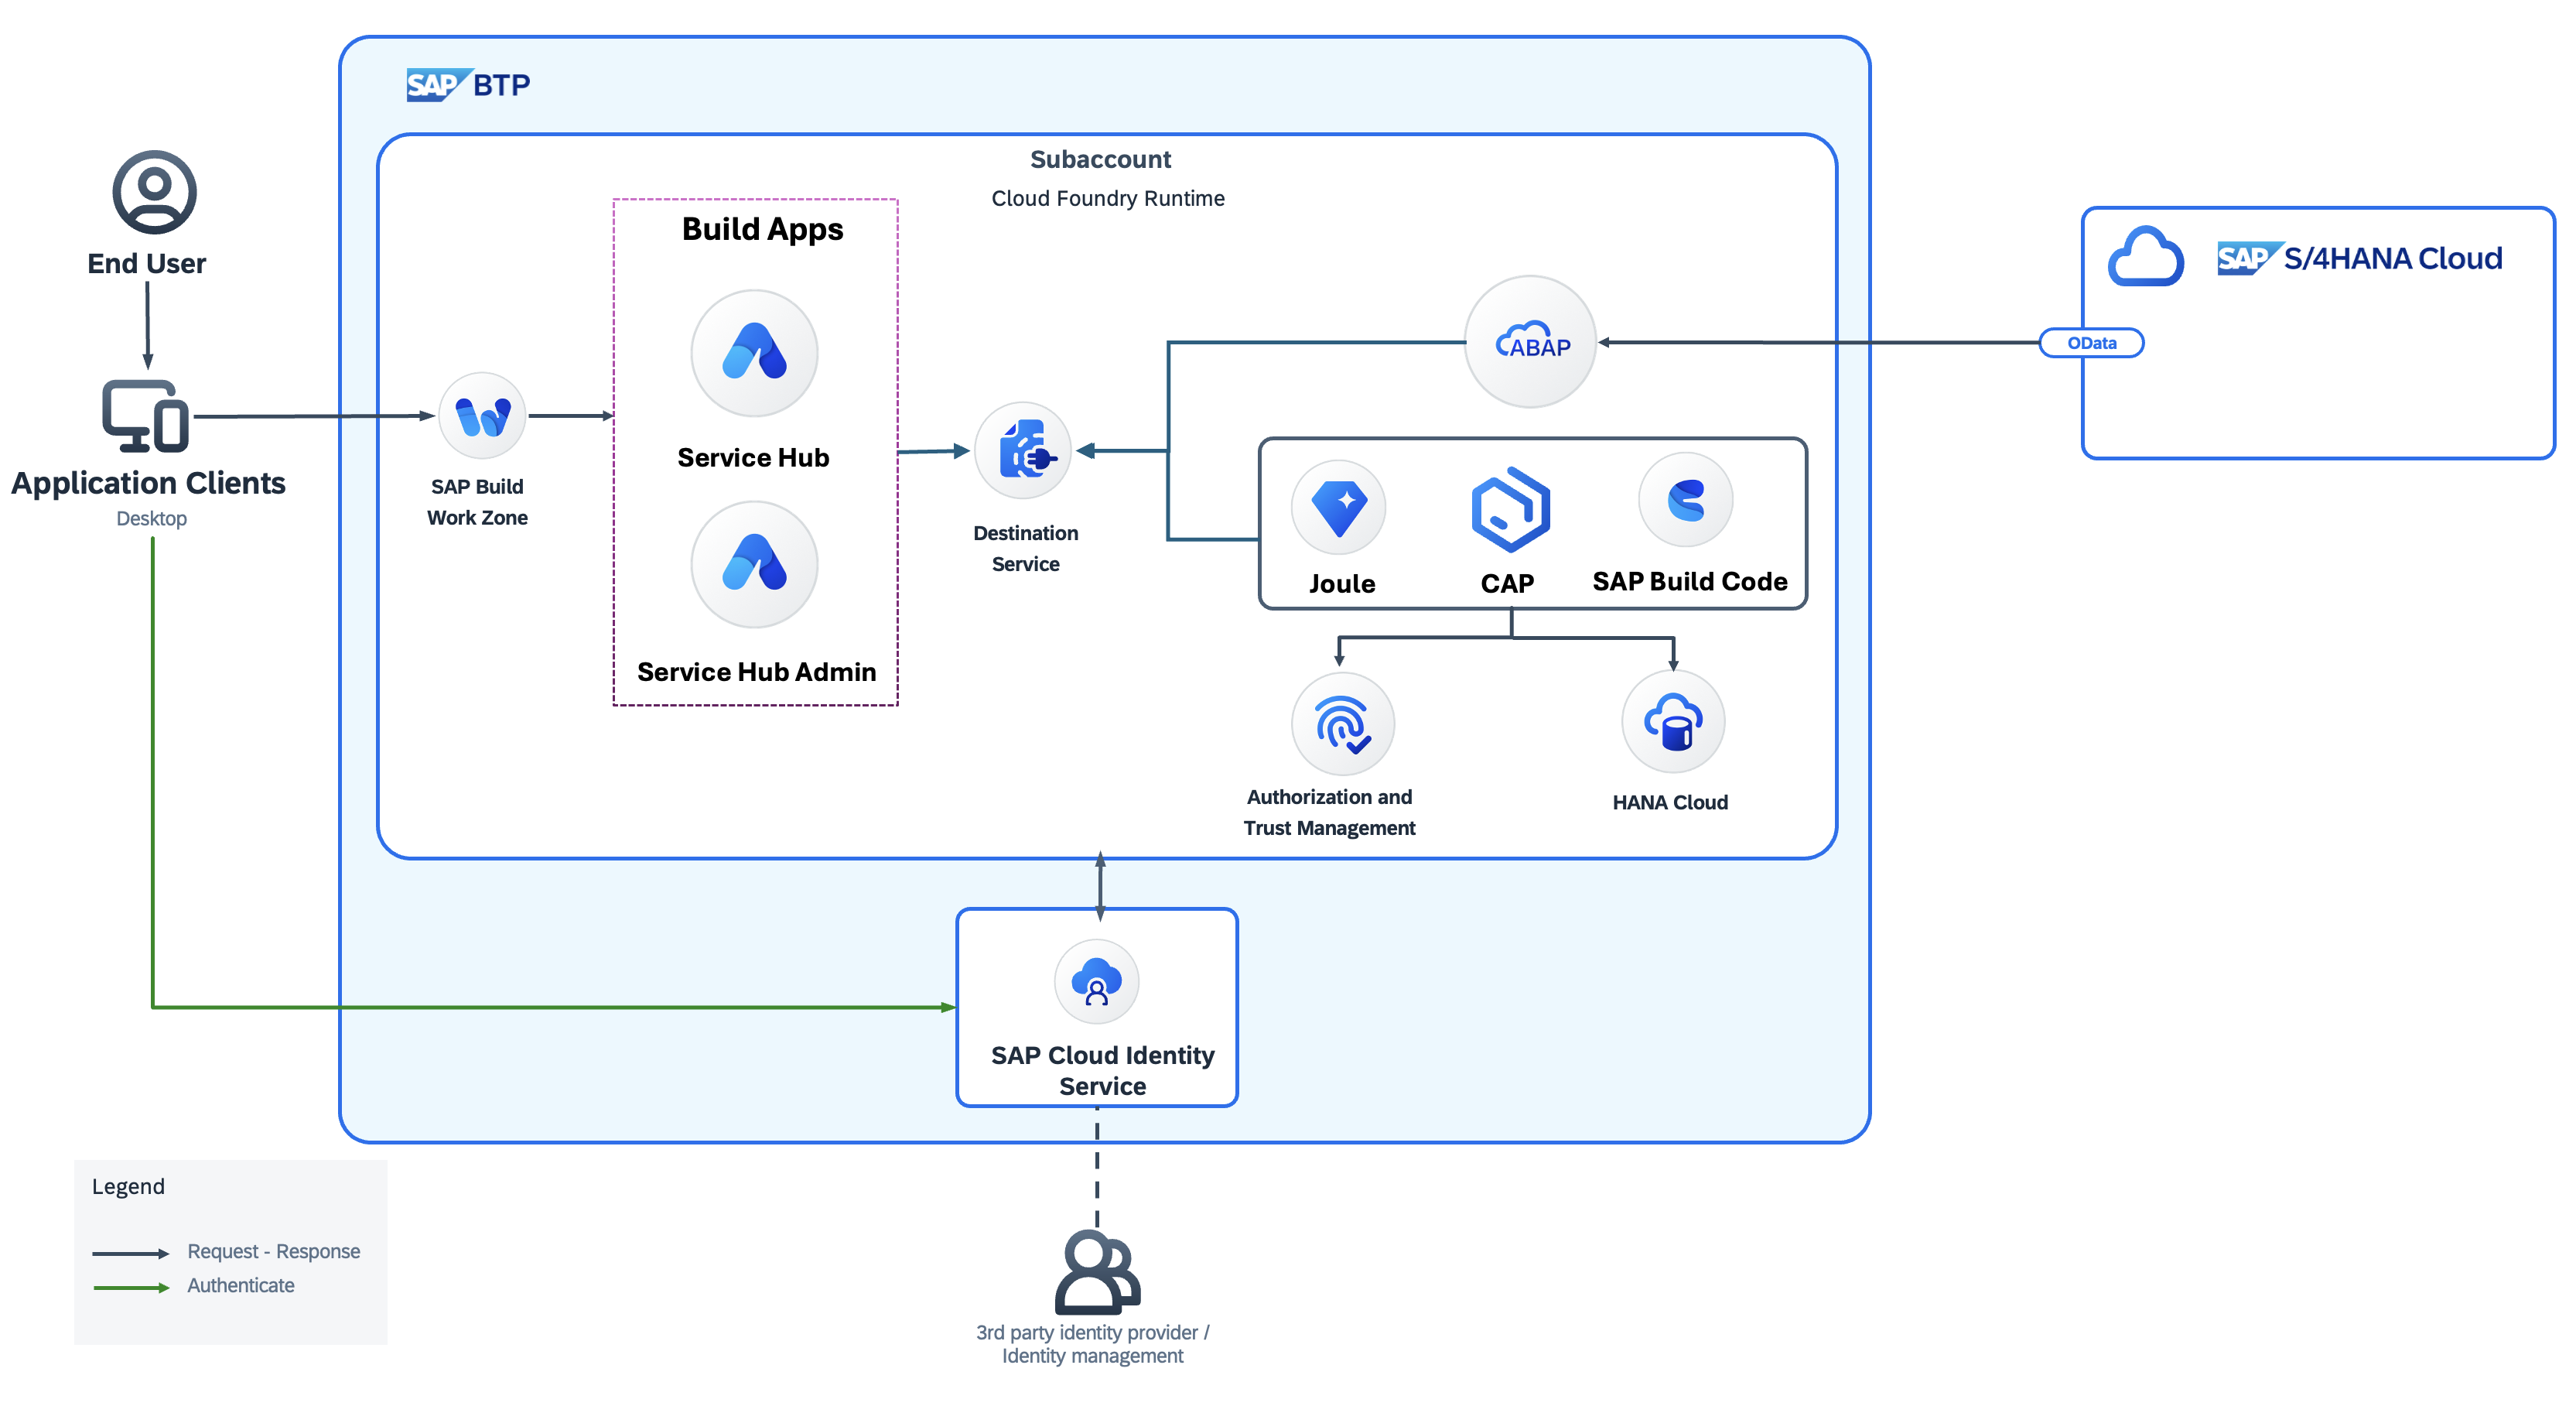 SAP BTP
Subaccount
Cloud Foundry Runtime
End User
Application Clients
Desktop
SAP Build
Work Zone
Build Apps
Service Hub
Service Hub Admin
Destination
Service
ABAP
Joule
CAP
SAP Build Code
Authorization and
Trust Management
HANA Cloud
SAP S/4HANA Cloud
OData
SAP Cloud Identity
Service
3rd party identity provider /
Identity management
Legend
Request - Response
Authenticate